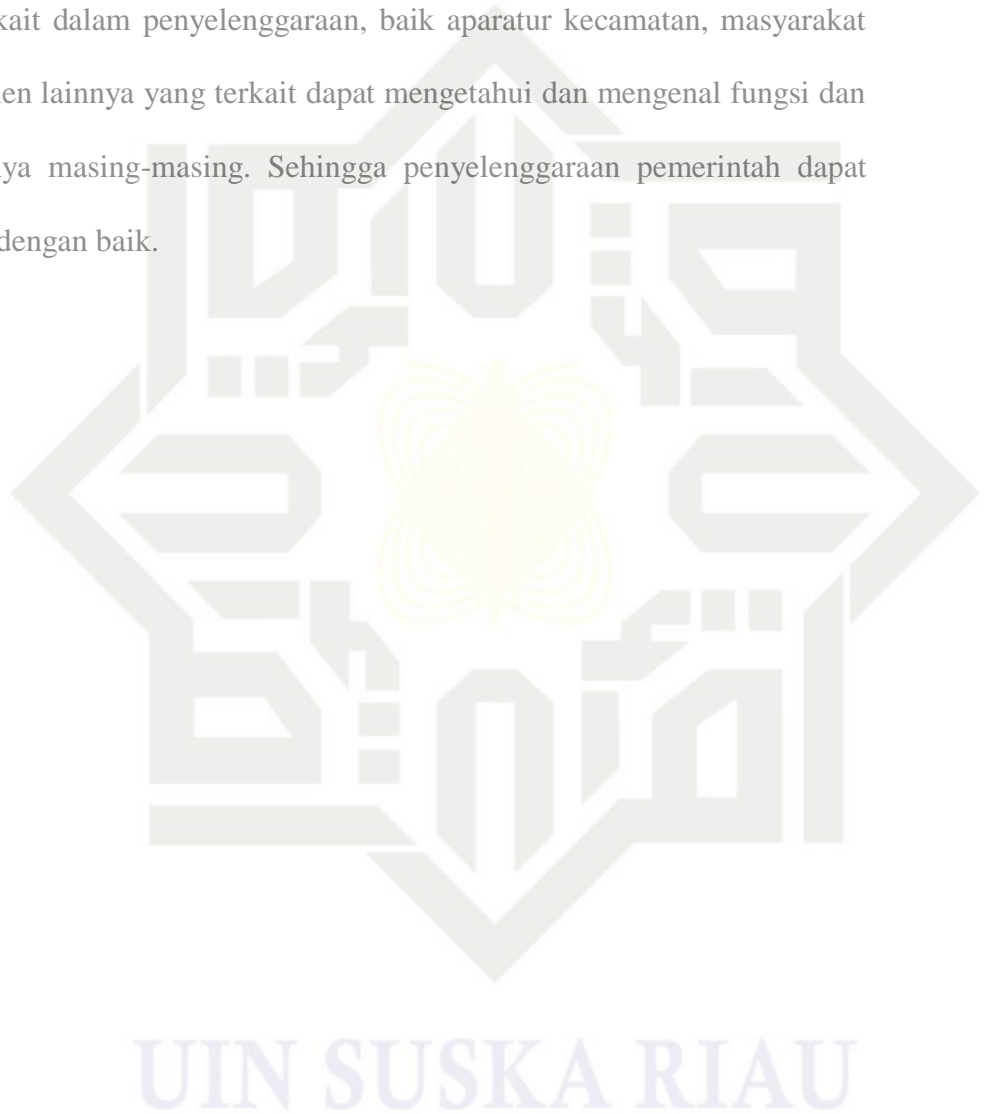 kait dalam penyelenggaraan, baik aparatur kecamatan, masyarakat
en lainnya yang terkait dapat mengetahui dan mengenal fungsi dan
ya masing-masing. Sehingga penyelenggaraan pemerintah dapat
dengan baik.
UIN SUSKA RIAU